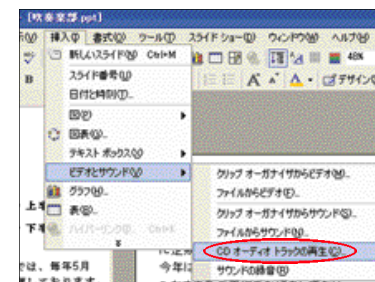 [吹奏楽部.ppt]
挿入(I) 書式(O) ツール(T) スライド ショー(D) ウィンドウ(W) ヘルプ(H)
新しいスライド(N) Ctrl+M
48%
B
スライド番号(U)
デザイン(
日付と時刻(T)...
図(P)
図表(G)...
テキスト ボックス(X)
ビデオとサウンド(V)
クリップ オーガナイザからビデオ(M)...
グラフ(H)...
ファイルからビデオ(F)...
表(B)...
クリップ オーガナイザからサウンド(S)...
ハイパーリンク(I)... Ctrl+K
ファイルからサウンド(N)...
CD オーディオ トラックの再生(C)...
サウンドの録音(R)
は、毎年5月
今年に